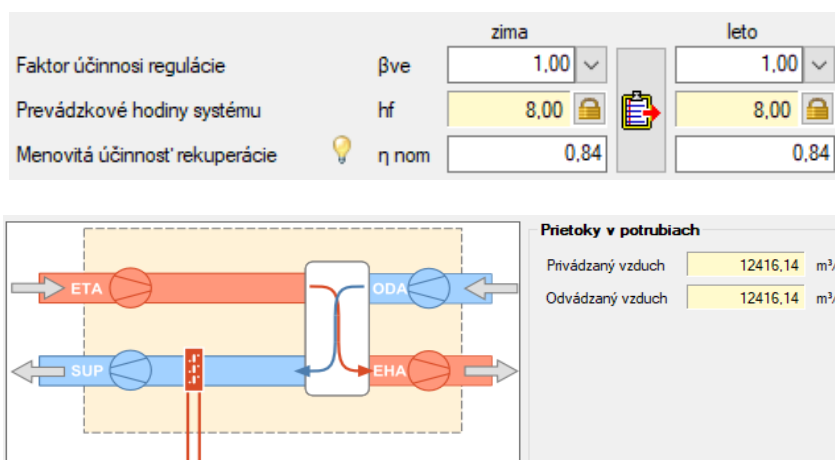 zima leto
Faktor účinnosi regulácie βve 1,00 1,00
Prevádzkové hodiny systému hf 8,00 8,00
Menovitá účinnosť rekuperácie η nom 0,84 0,84
Prietoky v potrubiach
Privádzaný vzduch 12416,14 m³/
Odvádzaný vzduch 12416,14 m³/
ETA ODA
SUP EHA